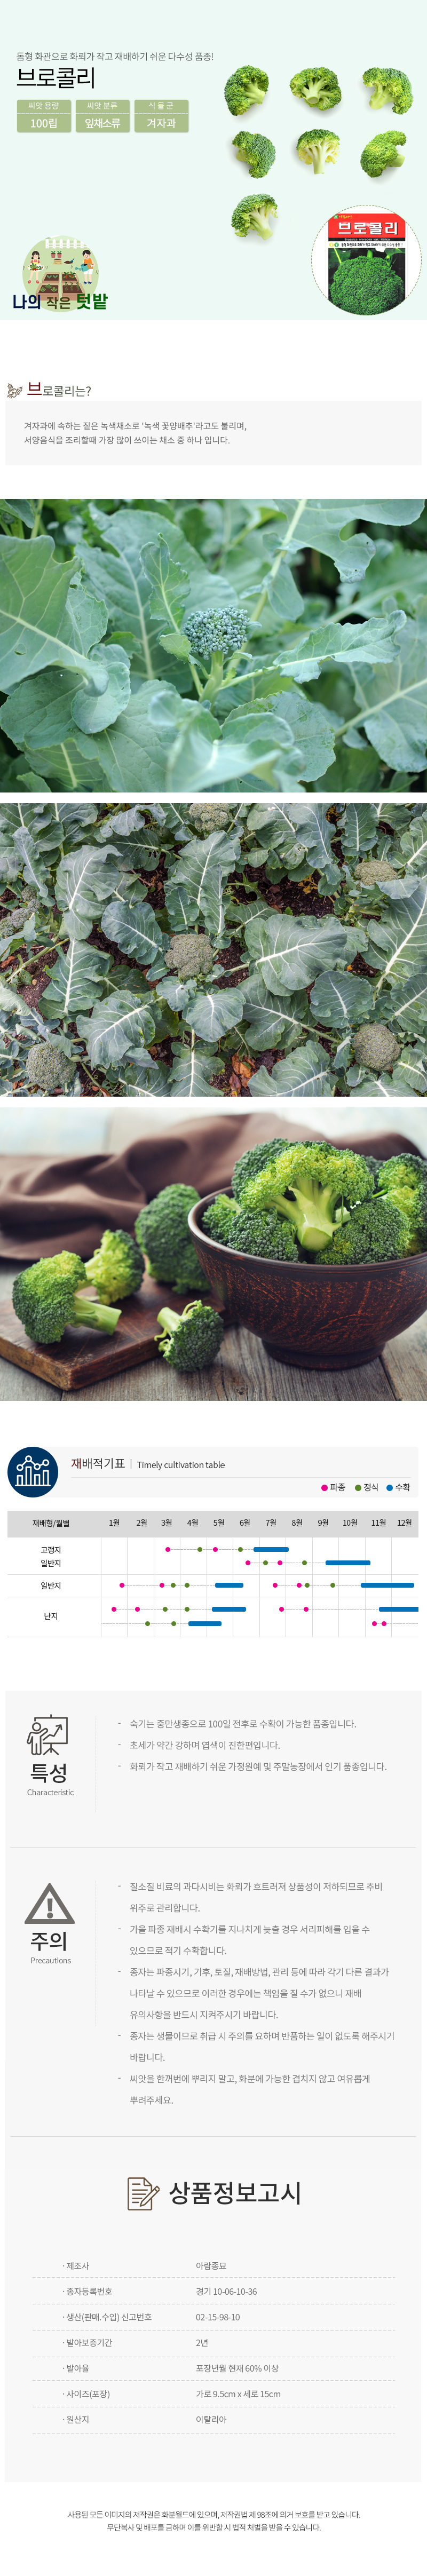 돔형 화관으로 화뢰가 작고 재배하기 쉬운 다수성 품종!
브로콜리
씨앗 용량 씨앗 분류 식 물 군
100립 잎채소류 겨자과
브로콜리
나의 작은 텃밭
브로콜리는?
겨자과에 속하는 짙은 녹색채소로 '녹색 꽃양배추'라고도 불리며,
서양음식을 조리할때 가장 많이 쓰이는 채소 중 하나 입니다.
재배적기표 | Timely cultivation table
파종 정식 수확
재배형/월별 1월 2월 3월 4월 5월 6월 7월 8월 9월 10월 11월 12월
고랭지
일반지
일반지
난지
특성
Characteristic
- 숙기는 중만생종으로 100일 전후로 수확이 가능한 품종입니다.
- 초세가 약간 강하며 엽색이 진한편입니다.
- 화뢰가 작고 재배하기 쉬운 가정원예 및 주말농장에서 인기 품종입니다.
주의
Precautions
- 질소질 비료의 과다시비는 화뢰가 흐트러져 상품성이 저하되므로 추비
위주로 관리합니다.
- 가을 파종 재배시 수확기를 지나치게 늦출 경우 서리피해를 입을 수
있으므로 적기 수확합니다.
- 종자는 파종시기, 기후, 토질, 재배방법, 관리 등에 따라 각기 다른 결과가
나타날 수 있으므로 이러한 경우에는 책임을 질 수가 없으니 재배
유의사항을 반드시 지켜주시기 바랍니다.
- 종자는 생물이므로 취급 시 주의를 요하며 반품하는 일이 없도록 해주시기
바랍니다.
- 씨앗을 한꺼번에 뿌리지 말고, 화분에 가능한 겹치지 않고 여유롭게
뿌려주세요.
상품정보고시
· 제조사 아람종묘
· 종자등록번호 경기 10-06-10-36
· 생산(판매.수입) 신고번호 02-15-98-10
· 발아보증기간 2년
· 발아율 포장년월 현재 60% 이상
· 사이즈(포장) 가로 9.5cm x 세로 15cm
· 원산지 이탈리아
사용된 모든 이미지의 저작권은 화분월드에 있으며, 저작권법 제 98조에 의거 보호를 받고 있습니다.
무단복사 및 배포를 금하며 이를 위반할 시 법적 처벌을 받을 수 있습니다.